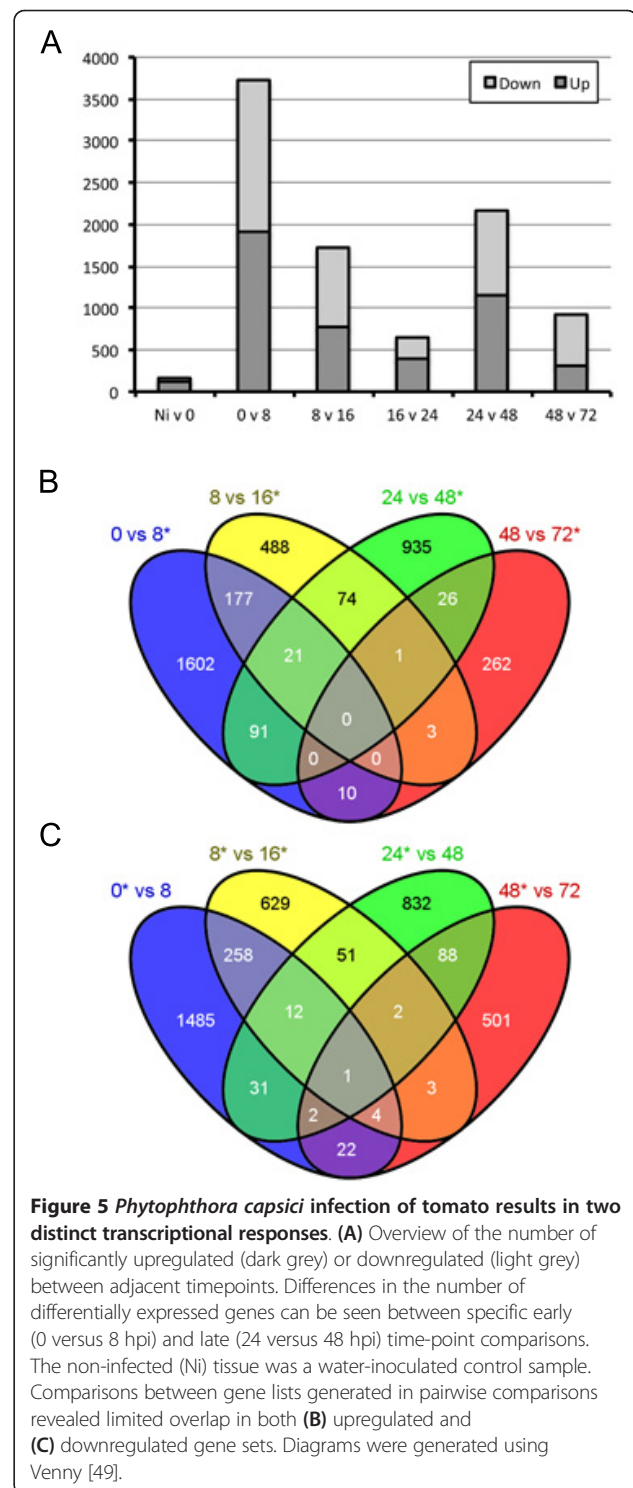 A
4000
3500
3000
2500
2000
1500
1000
500
0
Down Up
Ni v 0 0 v 8 8 v 16 16 v 24 24 v 48 48 v 72
B
8 vs 16* 24 vs 48*
0 vs 8* 48 vs 72*
488 935
177 74 26
1602 21 1 262
0
91 0 0 3
10
C
8* vs 16* 24* vs 48
0* vs 8 48* vs 72
629 832
258 51 88
1485 12 2 501
1
31 2 4 3
22
Figure 5 Phytophthora capsici infection of tomato results in two
distinct transcriptional responses. (A) Overview of the number of
significantly upregulated (dark grey) or downregulated (light grey)
between adjacent timepoints. Differences in the number of
differentially expressed genes can be seen between specific early
(0 versus 8 hpi) and late (24 versus 48 hpi) time-point comparisons.
The non-infected (Ni) tissue was a water-inoculated control sample.
Comparisons between gene lists generated in pairwise comparisons
revealed limited overlap in both (B) upregulated and
(C) downregulated gene sets. Diagrams were generated using
Venny [49].